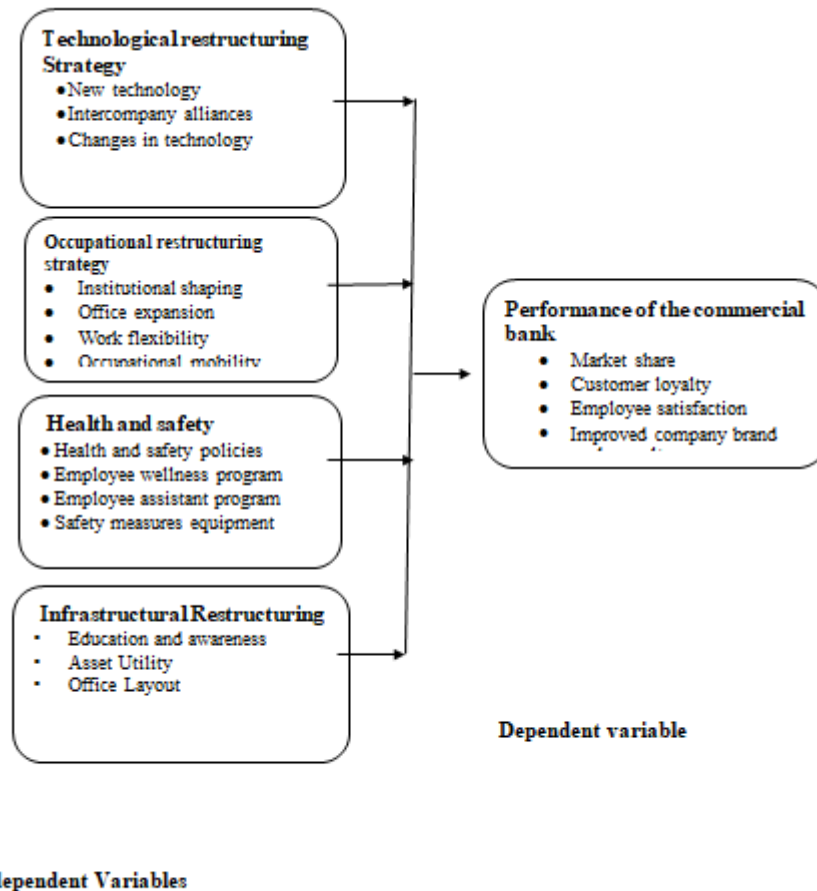 Technological restructuring
Strategy
•New technology
•Intercompany alliances
•Changes in technology
Occupational restructuring
strategy
• Institutional shaping
• Office expansion
• Work flexibility
• Occupational mobility
Health and safety
• Health and safety policies
• Employee wellness program
• Employee assistant program
• Safety measures equipment
Infrastructural Restructuring
▪ Education and awareness
▪ Asset Utility
▪ Office Layout
Performance of the commercial
bank
• Market share
• Customer loyalty
• Employee satisfaction
• Improved company brand
Dependent variable
dependent Variables